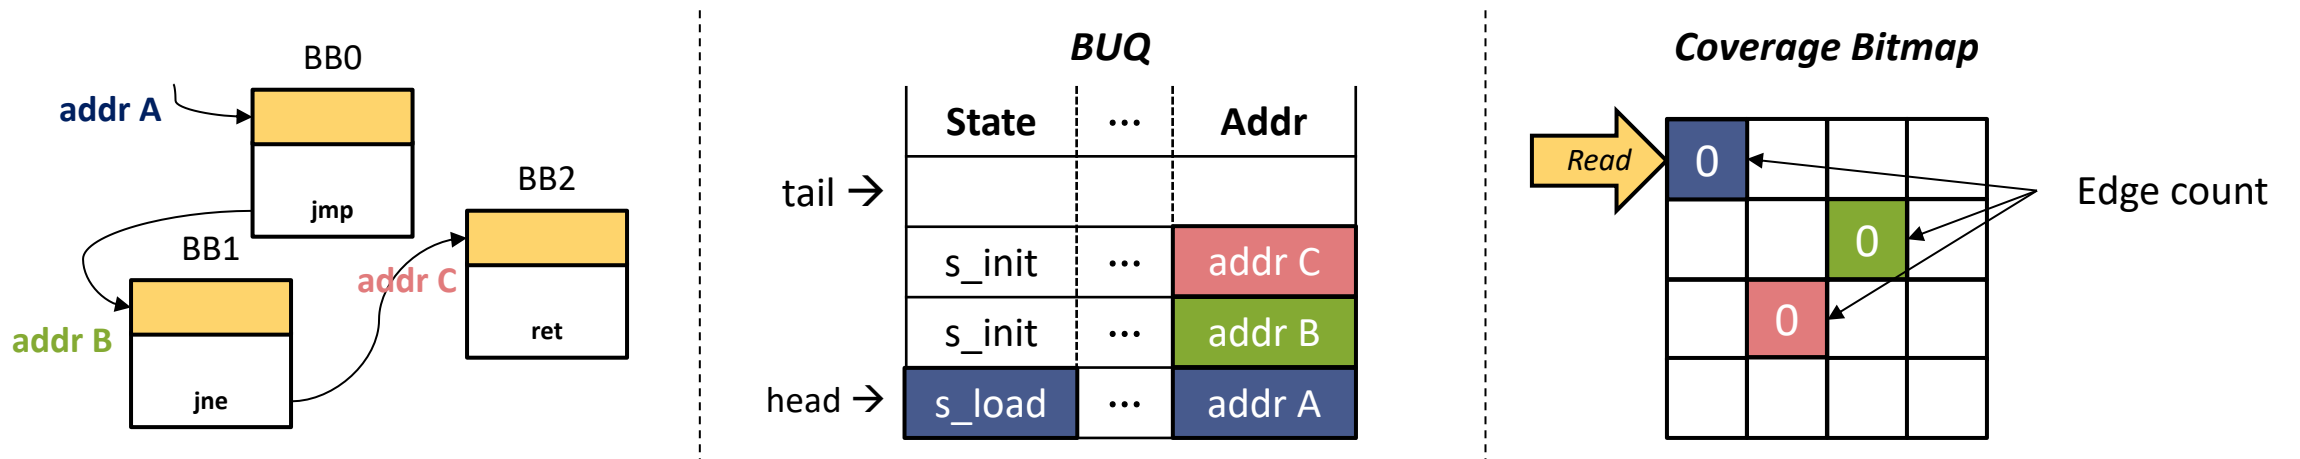 BB0
addr A
jmp
BB1
addr B
jne
addr C
BB2
ret
BUQ
State ... Addr
tail →
s_init ... addr C
s_init ... addr B
head → s_load ... addr A
Coverage Bitmap
Read
0
0
0
Edge count